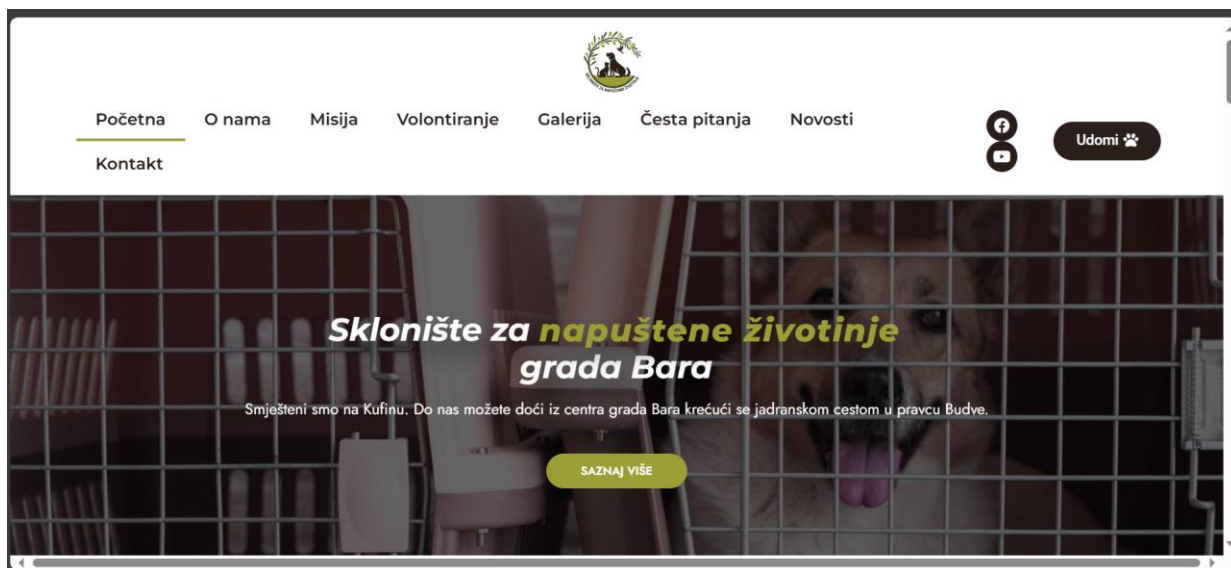 Početna O nama Misija Volontiranje Galerija Česta pitanja Novosti
Kontakt
Udomi
Sklonište za napuštene životinje
grada Bara
Smješteni smo na Kufinu. Do nas možete doći iz centra grada Bara krećući se jadranskom cestom u pravcu Budve.
SAZNAJ VIŠE